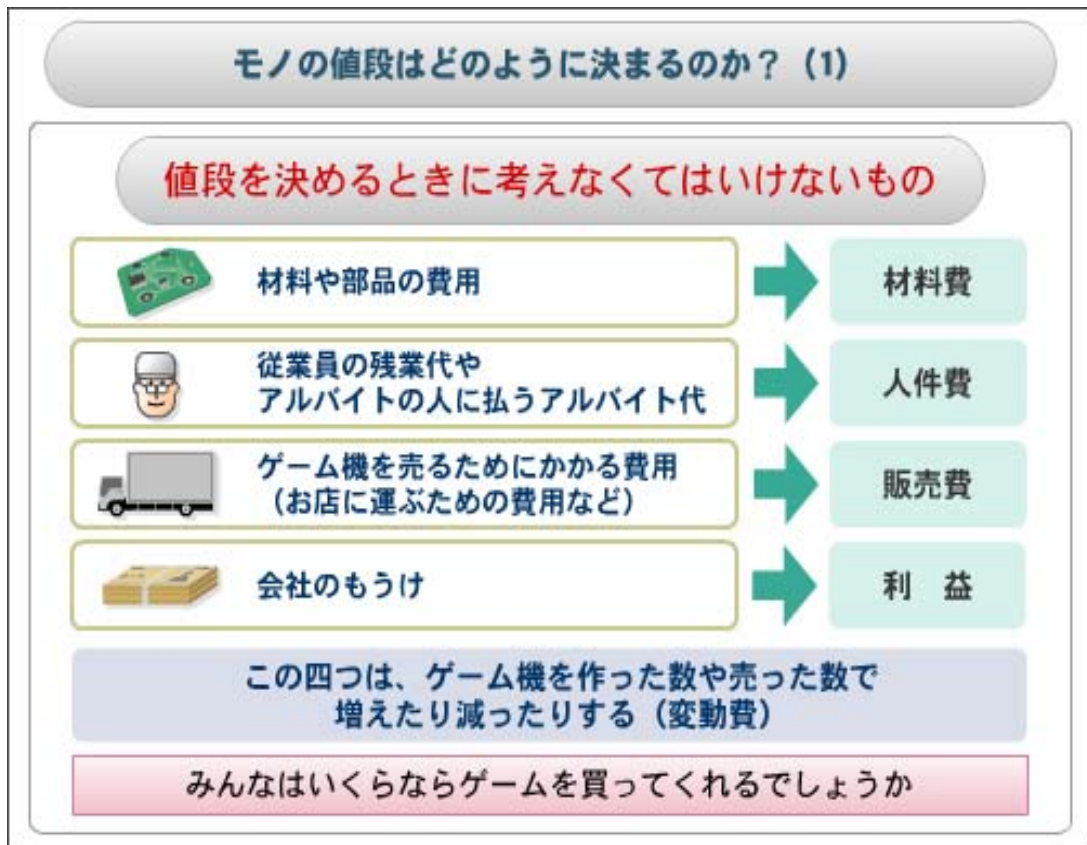 モノの値段はどのように決まるのか？（1）
値段を決めるときに考えなくてはいけないもの
材料や部品の費用
材料費
従業員の残業代や
アルバイトの人に払うアルバイト代
人件費
ゲーム機を売るためにかかる費用
（お店に運ぶための費用など）
販売費
会社のもうけ
利　益
この四つは、ゲーム機を作った数や売った数で
増えたり減ったりする（変動費）
みんなはいくらならゲームを買ってくれるでしょうか